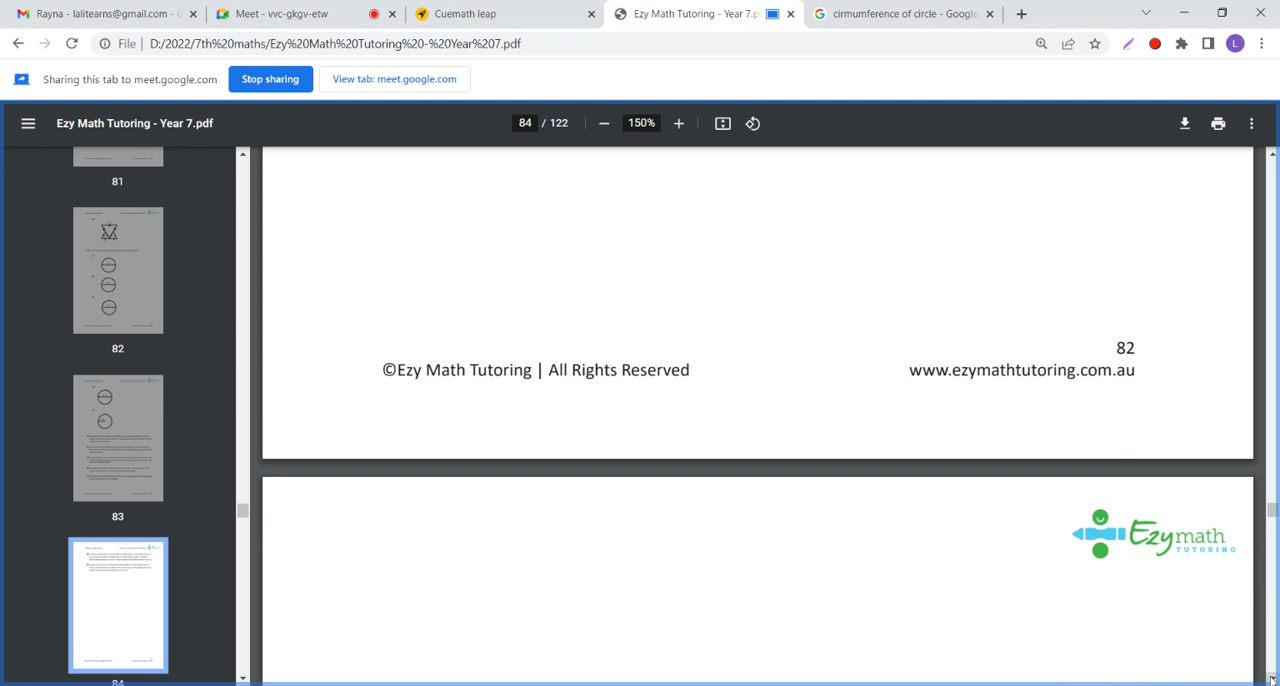 Rayna - lalitearns@gmail.com - G
Meet - vvc-gkgv-etw
Cuemath leap
Ezy Math Tutoring - Year 7.p
cirmumference of circle - Google
File | D:/2022/7th%20maths/Ezy%20Math%20Tutoring%20-%20Year%207.pdf
L
Sharing this tab to meet.google.com
Stop sharing
View tab: meet.google.com
Ezy Math Tutoring - Year 7.pdf
84 / 122
150%
81
82
83
84
82
©Ezy Math Tutoring | All Rights Reserved
www.ezymathtutoring.com.au
Ezymath
TUTORING